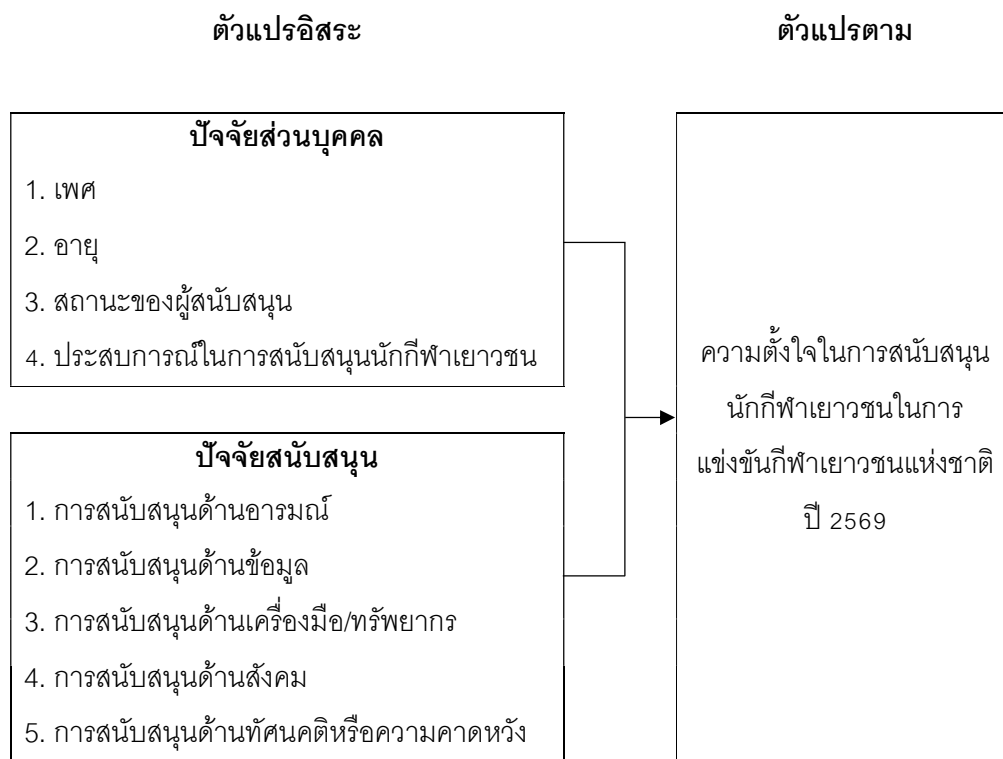 ตัวแปรอิสระ
ตัวแปรตาม
ปัจจัยส่วนบุคคล
1. เพศ
2. อายุ
3. สถานะของผู้สนับสนุน
4. ประสบการณ์ในการสนับสนุนนักกีฬาเยาวชน
ปัจจัยสนับสนุน
1. การสนับสนุนด้านอารมณ์
2. การสนับสนุนด้านข้อมูล
3. การสนับสนุนด้านเครื่องมือ/ทรัพยากร
4. การสนับสนุนด้านสังคม
5. การสนับสนุนด้านทัศนคติหรือความคาดหวัง
ความตั้งใจในการสนับสนุน
นักกีฬาเยาวชนในการ
แข่งขันกีฬาเยาวชนแห่งชาติ
ปี 2569